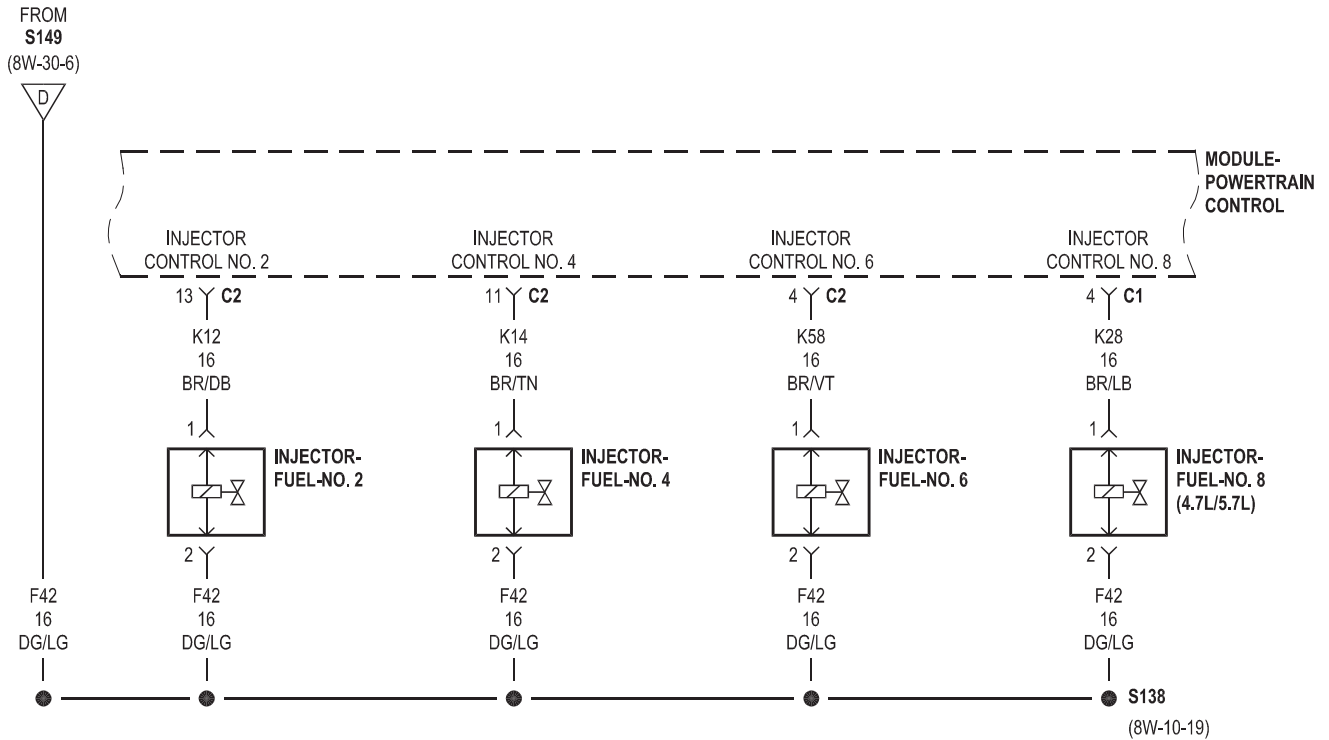 FROM
S149
(8W-30-6)
D
MODULE-
POWERTRAIN
CONTROL
INJECTOR
CONTROL NO. 2
INJECTOR
CONTROL NO. 4
INJECTOR
CONTROL NO. 6
INJECTOR
CONTROL NO. 8
13 C2
11 C2
4 C2
4 C1
K12
16
BR/DB
K14
16
BR/TN
K58
16
BR/VT
K28
16
BR/LB
1
1
1
1
INJECTOR-
FUEL-NO. 2
INJECTOR-
FUEL-NO. 4
INJECTOR-
FUEL-NO. 6
INJECTOR-
FUEL-NO. 8
(4.7L/5.7L)
2
2
2
2
F42
16
DG/LG
F42
16
DG/LG
F42
16
DG/LG
F42
16
DG/LG
F42
16
DG/LG
S138
(8W-10-19)